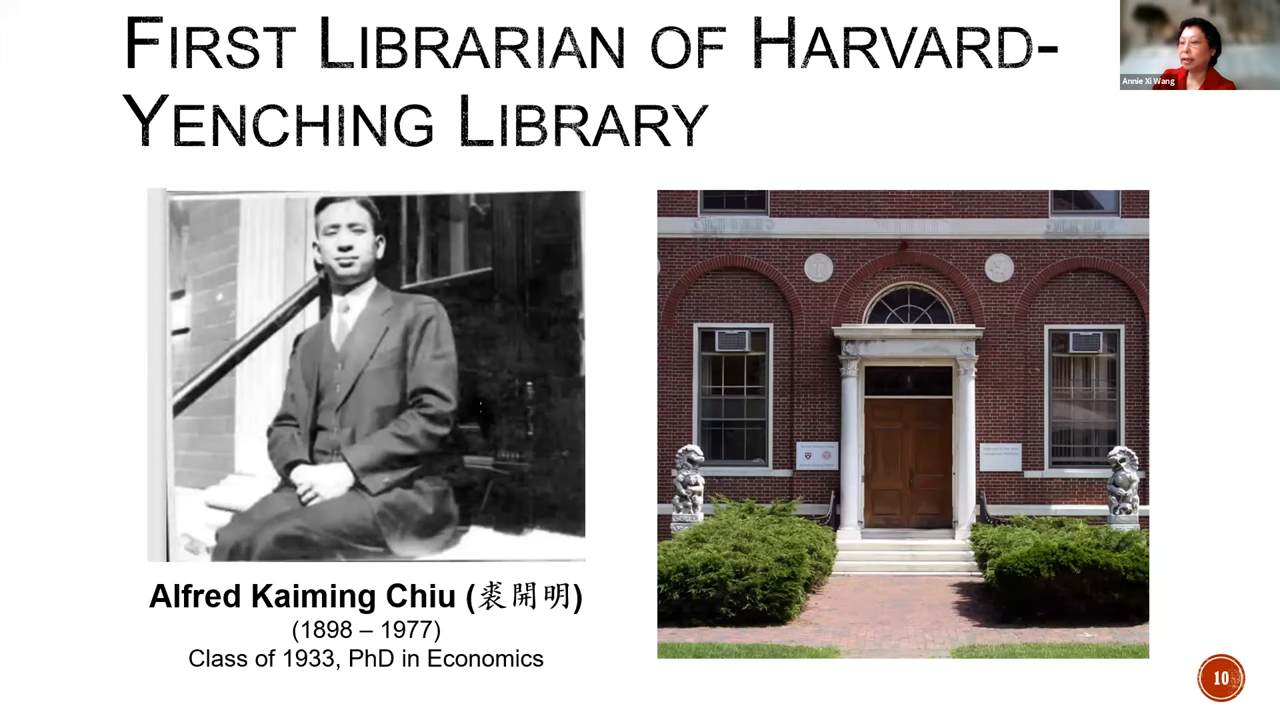 FIRST LIBRARIAN OF HARVARD-
YENCHING LIBRARY
Annie Xi Wang
Alfred Kaiming Chiu (裘開明)
(1898 – 1977)
Class of 1933, PhD in Economics
10